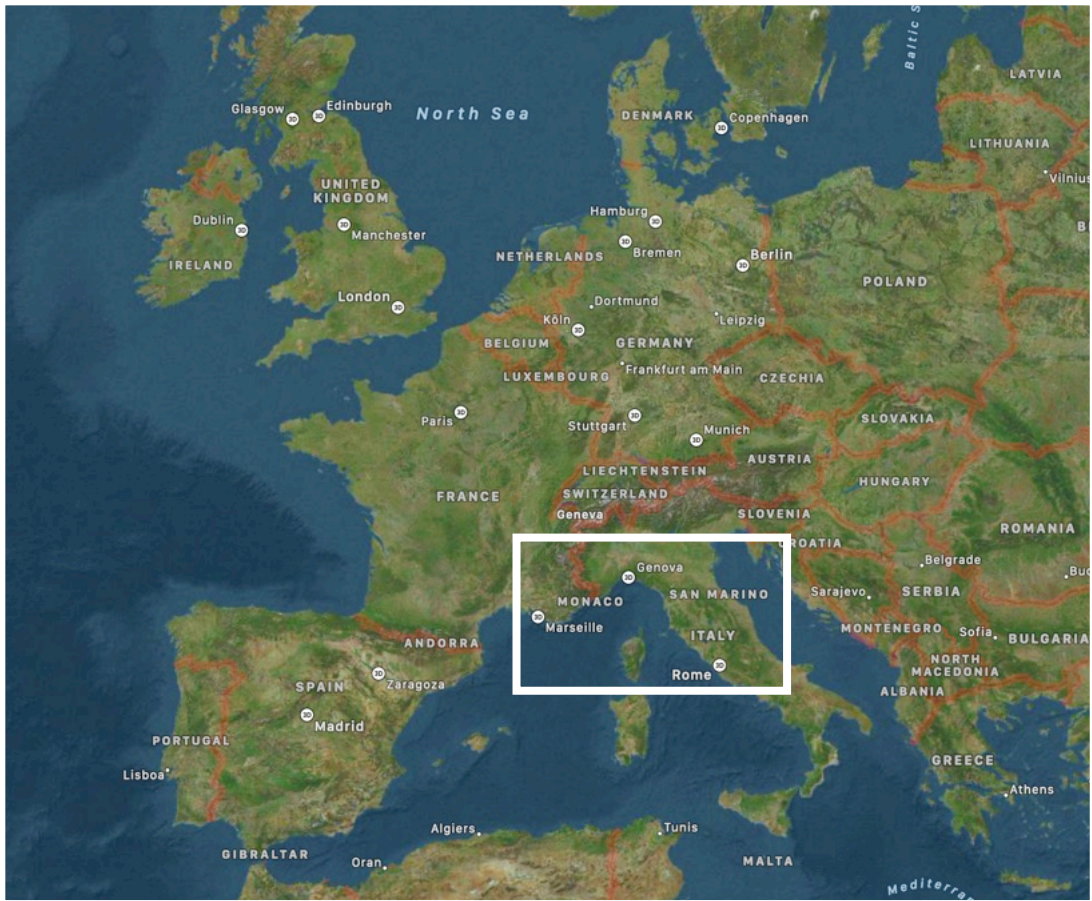 Baltic S
LATVIA
Glasgow
Edinburgh
North Sea
DENMARK
Copenhagen
LITHUANIA
Vilnius
UNITED
KINGDOM
Dublin
Manchester
Hamburg
Bremen
NETHERLANDS
Berlin
IRELAND
POLAND
London
Dortmund
Leipzig
Köln
BELGIUM
GERMANY
Frankfurt am Main
LUXEMBOURG
CZECHIA
Paris
Stuttgart
Munich
SLOVAKIA
AUSTRIA
LIECHTENSTEIN
HUNGARY
FRANCE
SWITZERLAND
Geneva
SLOVENIA
ROMANIA
CROATIA
Belgrade
Genova
Buc
MONACO
SAN MARINO
Sarajevo
SERBIA
Marseille
MONTENEGRO
Sofia
BULGARIA
ITALY
ANDORRA
NORTH
MACEDONIA
Rome
SPAIN
Zaragoza
ALBANIA
Madrid
PORTUGAL
GREECE
Lisboa
Athens
Algiers
Tunis
GIBRALTAR
Oran
MALTA
Mediterran